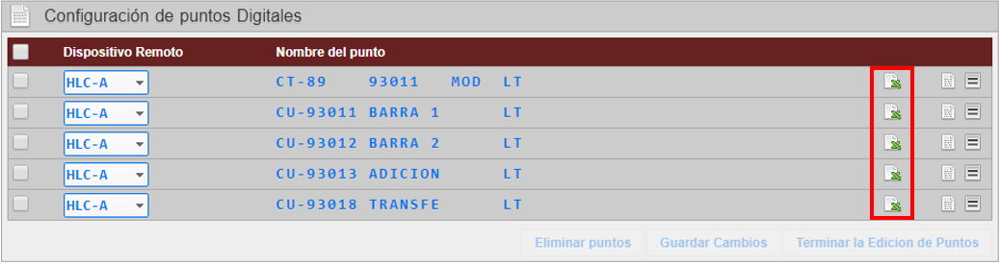 Configuración de puntos Digitales
Dispositivo Remoto Nombre del punto
HLC-A CT-89 93011 MOD LT
HLC-A CU-93011 BARRA 1 LT
HLC-A CU-93012 BARRA 2 LT
HLC-A CU-93013 ADICION LT
HLC-A CU-93018 TRANSFE LT
Eliminar puntos Guardar Cambios Terminar la Edicion de Puntos